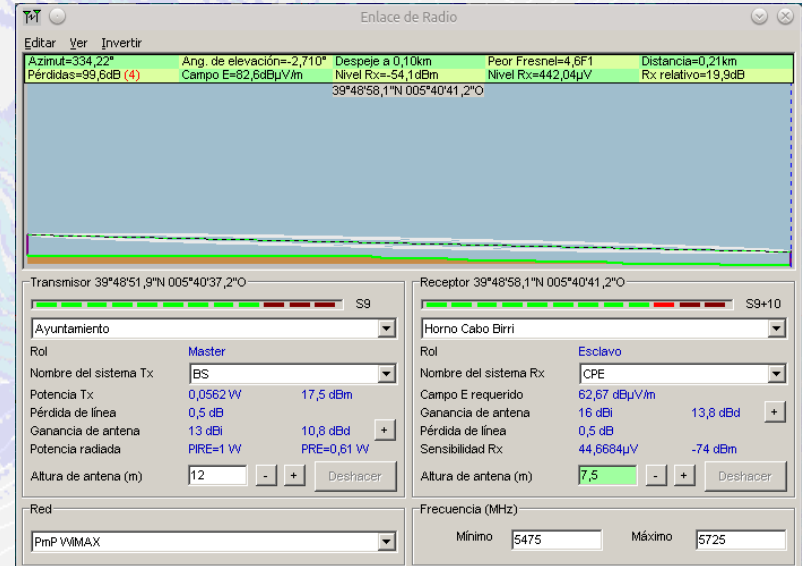 Enlace de Radio
Editar Ver Invertir
Azimut=334,22° Ang. de elevación=-2,710° Despeje a 0,10km Peor Fresnel=4,6F1 Distancia=0,21km
Pérdidas=99,6dB (4) Campo E=82,6dBμV/m Nivel Rx=-54,1dBm Nivel Rx=442,04μV Rx relativo=19,9dB
39°48'58,1"N 005°40'41,2"O
Transmisor 39°48'51,9"N 005°40'37,2"O
S9
Ayuntamiento
Rol Master
Nombre del sistema Tx BS
Potencia Tx 0,0562 W 17,5 dBm
Pérdida de línea 0,5 dB
Ganancia de antena 13 dBi 10,8 dBd +
Potencia radiada PIRE=1 W PRE=0,61 W
Altura de antena (m) 12 - + Deshacer
Red
PmP WiMAX
Receptor 39°48'58,1"N 005°40'41,2"O
S9+10
Horno Cabo Birri
Rol Esclavo
Nombre del sistema Rx CPE
Campo E requerido 62,67 dBμV/m
Ganancia de antena 16 dBi 13,8 dBd +
Pérdida de línea 0,5 dB
Sensibilidad Rx 44,6684μV -74 dBm
Altura de antena (m) 7,5 - + Deshacer
Frecuencia (MHz)
Mínimo 5475 Máximo 5725